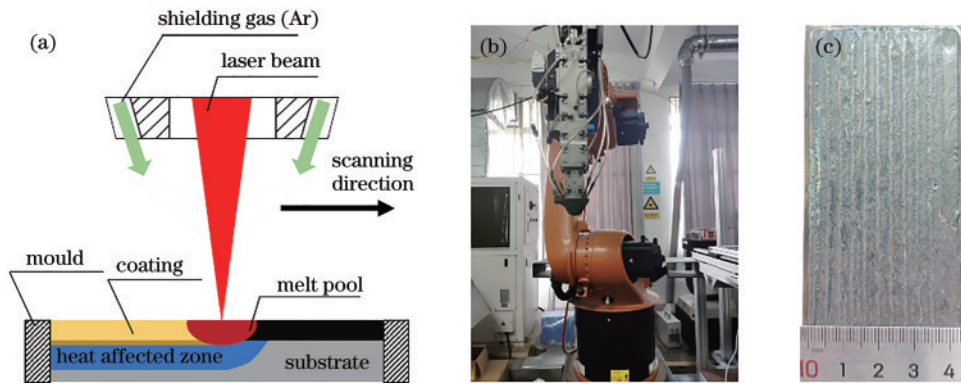 (a)
shielding gas (Ar)
laser beam
scanning
direction
mould
coating
melt pool
heat affected zone
substrate
(b)
(c)
10 1 2 3 4